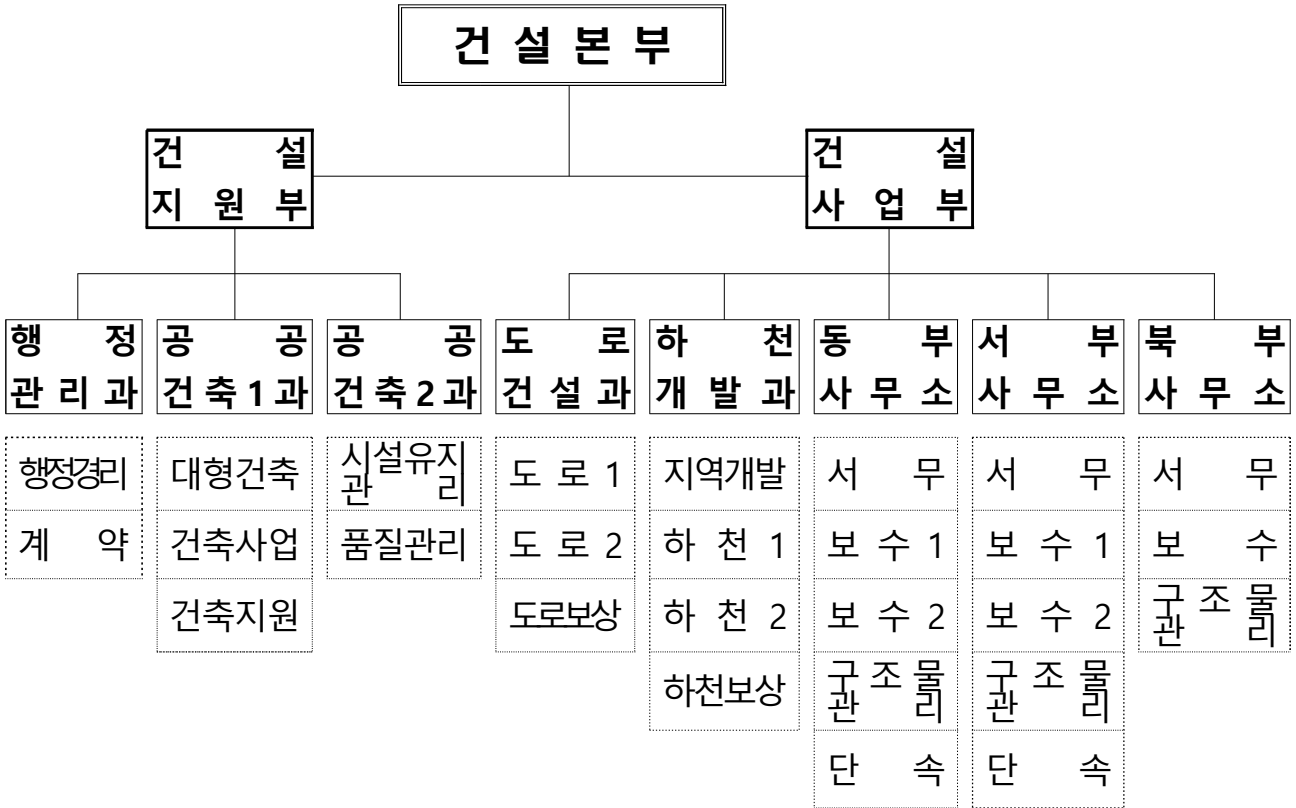 건 설 본 부
건 설
지 원 부
건 설
사 업 부
행 정
관 리 과
공 공
건 축 1 과
공 공
건 축 2 과
도 로
건 설 과
하 천
개 발 과
동 부
사 무 소
서 부
사 무 소
북 부
사 무 소
행정경리
계 약
대형건축
건축사업
건축지원
시설유지
관 리
품질관리
도 로 1
도 로 2
도로보상
지역개발
하 천 1
하 천 2
하천보상
서 무
보 수 1
보 수 2
구 조 물
관 리
단 속
서 무
보 수 1
보 수 2
구 조 물
관 리
단 속
서 무
보 수
구 조 물
관 리